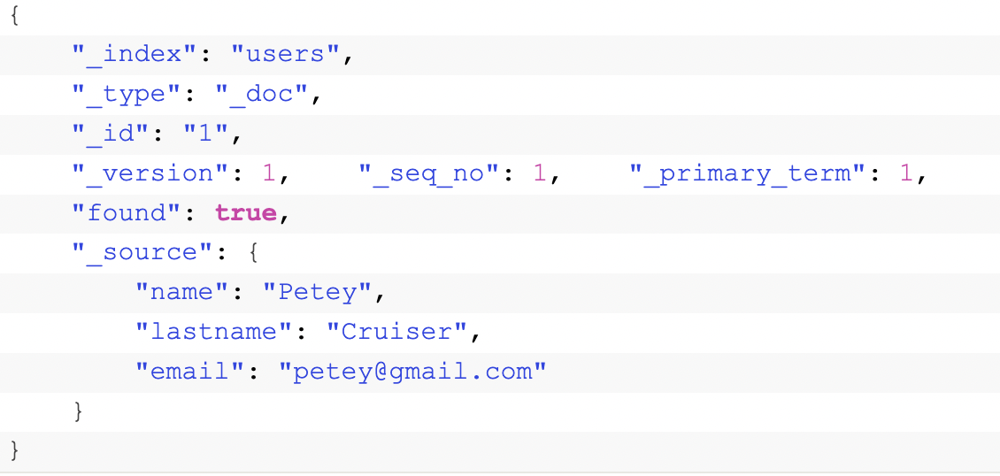 {
    "_index": "users",
    "_type": "_doc",
    "_id": "1",
    "_version": 1,    "_seq_no": 1,    "_primary_term": 1,
    "found": true,
    "_source": {
        "name": "Petey",
        "lastname": "Cruiser",
        "email": "petey@gmail.com"
    }
}